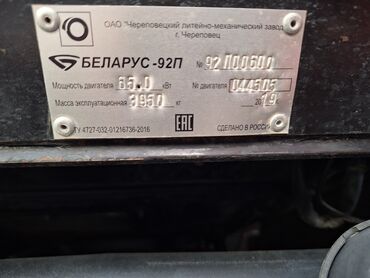 ОАО "Череповецкий литейно-механический завод"
г. Череповец
БЕЛАРУС -92П № 92П00600
Мощность двигателя 65.0 кВт № двигателя 044505
Масса эксплуатационная 3950 кг 2019
ТУ 4727-032-01216736-2016 EAC СДЕЛАНО В РОССИИ